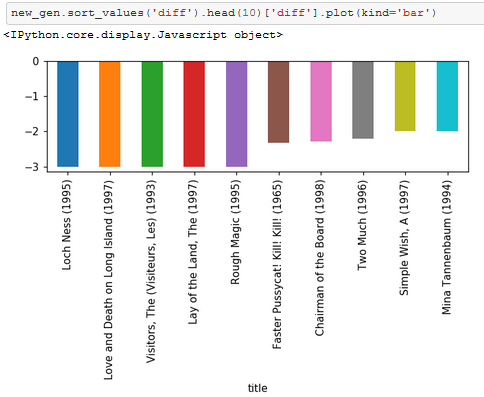 new_gen.sort_values('diff').head(10)['diff'].plot(kind='bar')
<IPython.core.display.Javascript object>
0
−1
−2
−3
Loch Ness (1995)
Love and Death on Long Island (1997)
Visitors, The (Visiteurs, Les) (1993)
Lay of the Land, The (1997)
Rough Magic (1995)
Faster Pussycat! Kill! Kill! (1965)
Chairman of the Board (1998)
Two Much (1996)
Simple Wish, A (1997)
Mina Tannenbaum (1994)
title